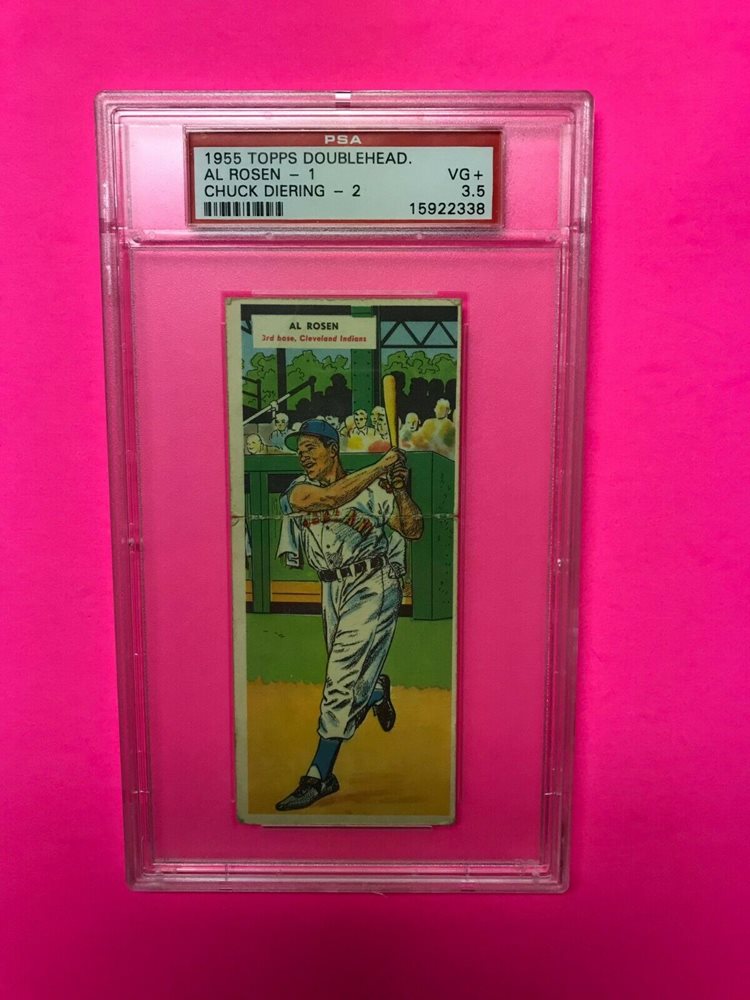 PSA
1955 TOPPS DOUBLEHEAD.
AL ROSEN - 1 VG+
CHUCK DIERING - 2 3.5
15922338
AL ROSEN
3rd base, Cleveland Indians